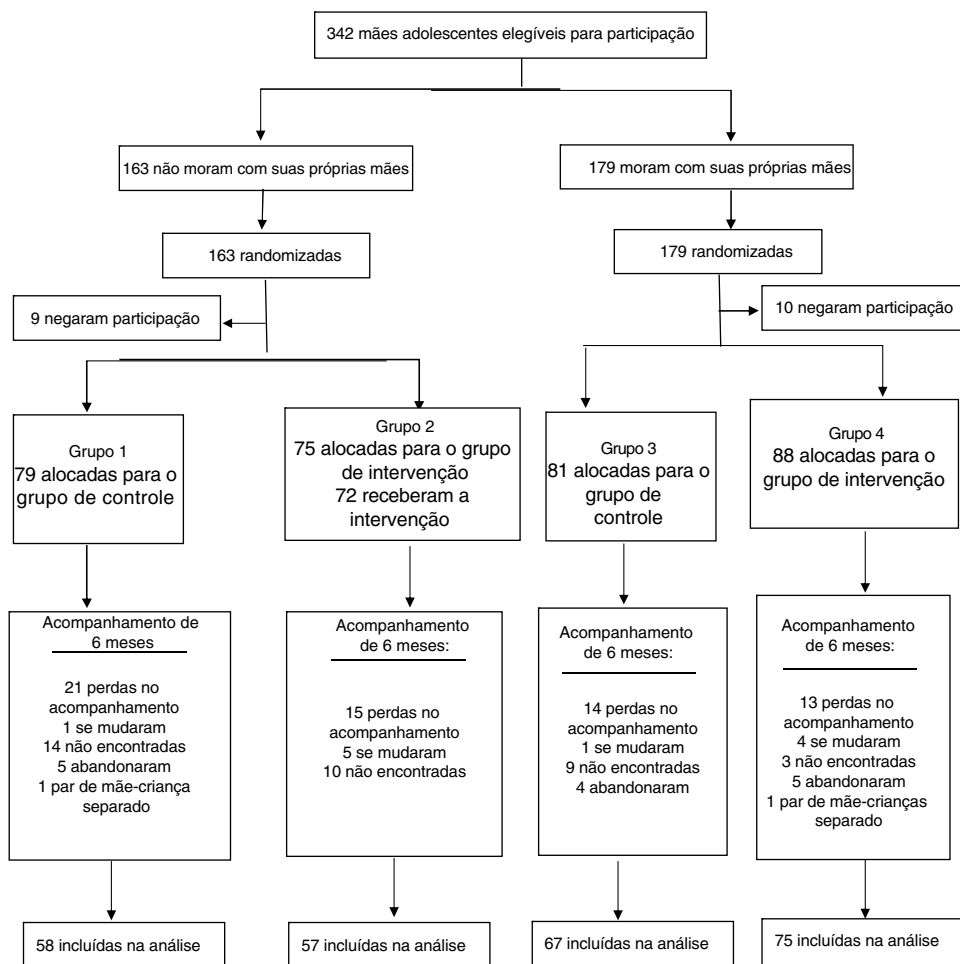 342 mães adolescentes elegíveis para participação
163 não moram com suas próprias mães
179 moram com suas próprias mães
163 randomizadas
179 randomizadas
9 negaram participação
10 negaram participação
Grupo 1
79 alocadas para o
grupo de controle
Grupo 2
75 alocadas para o grupo
de intervenção
72 receberam a
intervenção
Grupo 3
81 alocadas para o
grupo de
controle
Grupo 4
88 alocadas para o
grupo de intervenção
Acompanhamento de
6 meses
21 perdas no
acompanhamento
1 se mudaram
14 não encontradas
5 abandonaram
1 par de mãe-criança
separado
Acompanhamento
de 6 meses:
15 perdas no
acompanhamento
5 se mudaram
10 não encontradas
Acompanhamento
de 6 meses:
14 perdas no
acompanhamento
1 se mudaram
9 não encontradas
4 abandonaram
Acompanhamento
de 6 meses:
13 perdas no
acompanhamento
4 se mudaram
3 não encontradas
5 abandonaram
1 par de mãe-crianças
separado
58 incluídas na análise
57 incluídas na análise
67 incluídas na análise
75 incluídas na análise